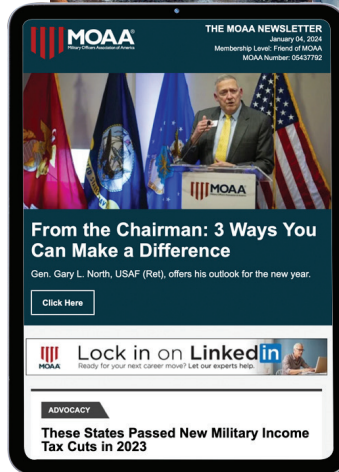 MOAA®
Military Officers Association of America
THE MOAA NEWSLETTER
January 04, 2024
Membership Level: Friend of MOAA
MOAA Number: 05437792
MOAA
From the Chairman: 3 Ways You
Can Make a Difference
Gen. Gary L. North, USAF (Ret), offers his outlook for the new year.
Click Here
MOAA
Lock in on Linkedin
Ready for your next career move? Let our experts help.
ADVOCACY
These States Passed New Military Income
Tax Cuts in 2023